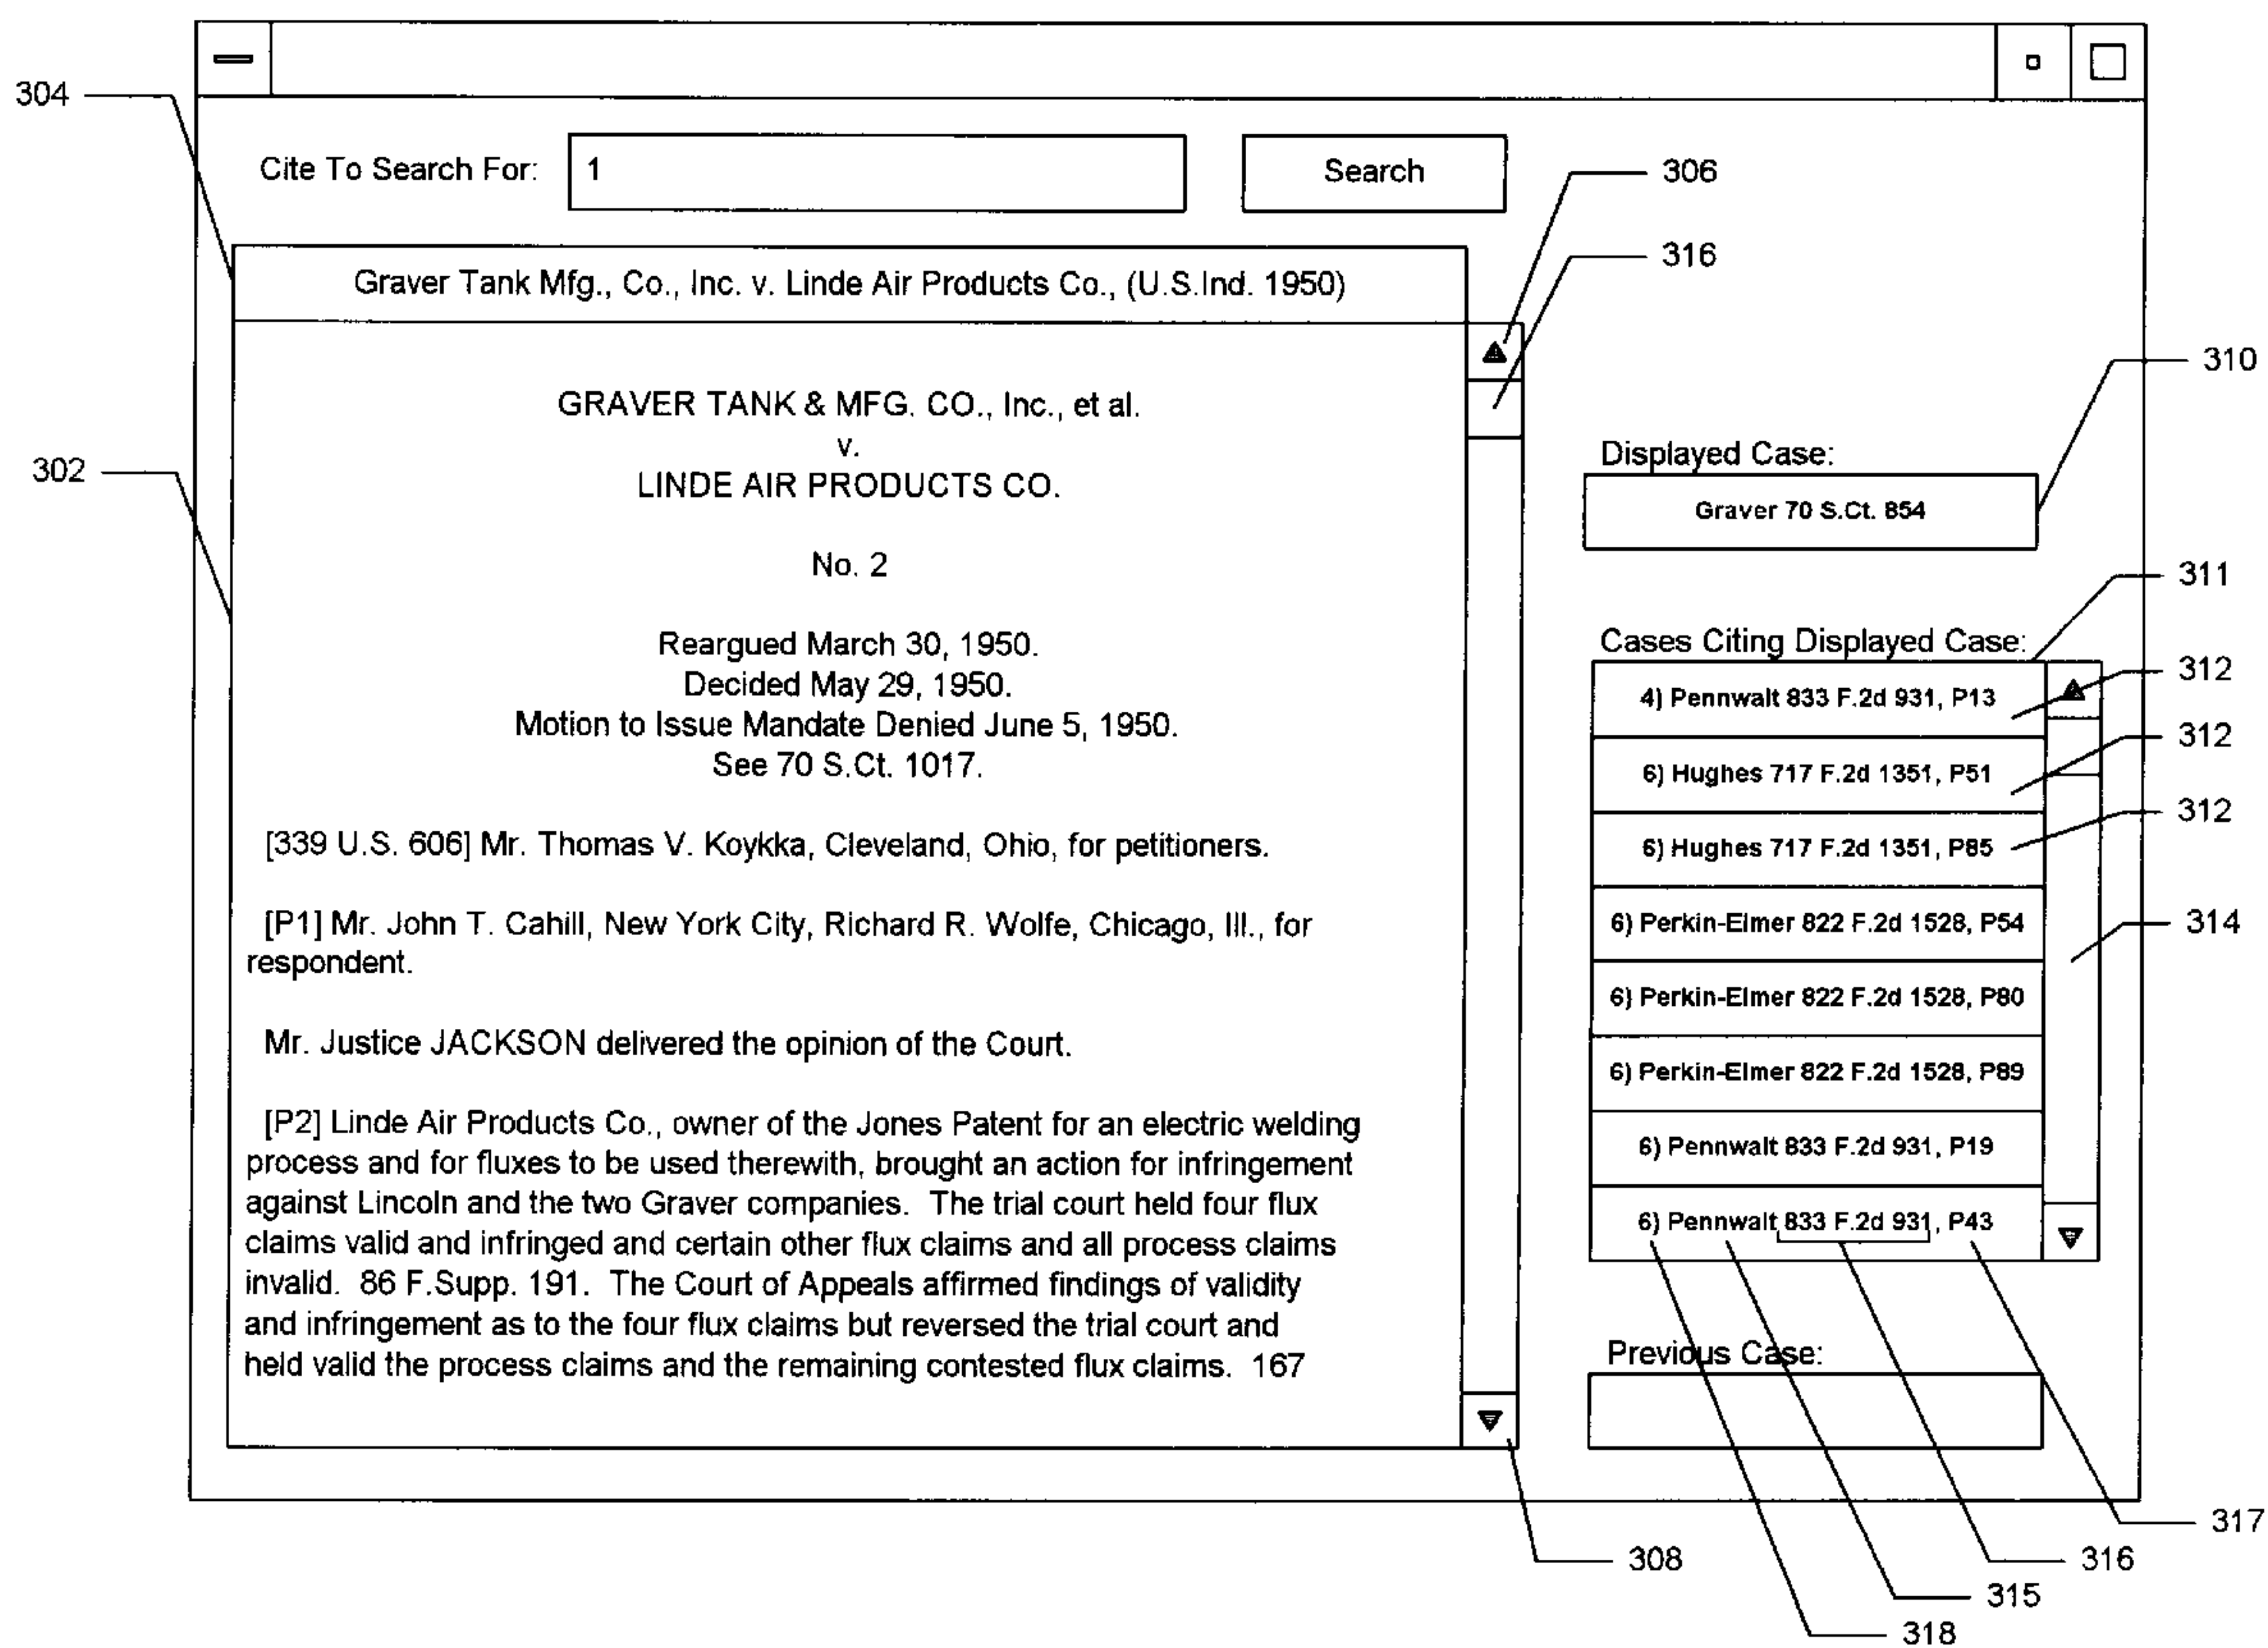 304
Cite To Search For: 1 Search
306
316
Graver Tank Mfg., Co., Inc. v. Linde Air Products Co., (U.S.Ind. 1950)
310
GRAVER TANK & MFG. CO., Inc., et al.
v.
LINDE AIR PRODUCTS CO.
302
No. 2
Reargued March 30, 1950.
Decided May 29, 1950.
Motion to Issue Mandate Denied June 5, 1950.
See 70 S.Ct. 1017.
[339 U.S. 606] Mr. Thomas V. Koykka, Cleveland, Ohio, for petitioners.
[P1] Mr. John T. Cahill, New York City, Richard R. Wolfe, Chicago, Ill., for
respondent.
Mr. Justice JACKSON delivered the opinion of the Court.
[P2] Linde Air Products Co., owner of the Jones Patent for an electric welding
process and for fluxes to be used therewith, brought an action for infringement
against Lincoln and the two Graver companies. The trial court held four flux
claims valid and infringed and certain other flux claims and all process claims
invalid. 86 F.Supp. 191. The Court of Appeals affirmed findings of validity
and infringement as to the four flux claims but reversed the trial court and
held valid the process claims and the remaining contested flux claims. 167
Displayed Case:
Graver 70 S.Ct. 854
311
Cases Citing Displayed Case:
312
4) Pennwalt 833 F.2d 931, P13
312
6) Hughes 717 F.2d 1351, P51
312
6) Hughes 717 F.2d 1351, P85
6) Perkin-Elmer 822 F.2d 1528, P54
314
6) Perkin-Elmer 822 F.2d 1528, P80
6) Perkin-Elmer 822 F.2d 1528, P89
6) Pennwalt 833 F.2d 931, P19
6) Pennwalt 833 F.2d 931, P43
Previous Case:
317
308
316
315
318